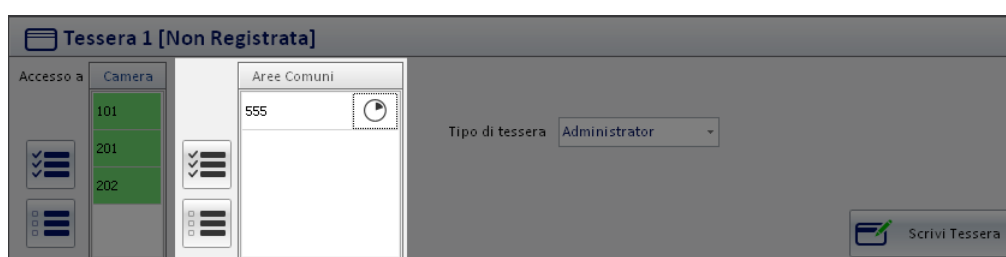 Tessera 1 [Non Registrata]
Accesso a
Camera
101
201
202
Aree Comuni
555
Tipo di tessera Administrator
Scrivi Tessera